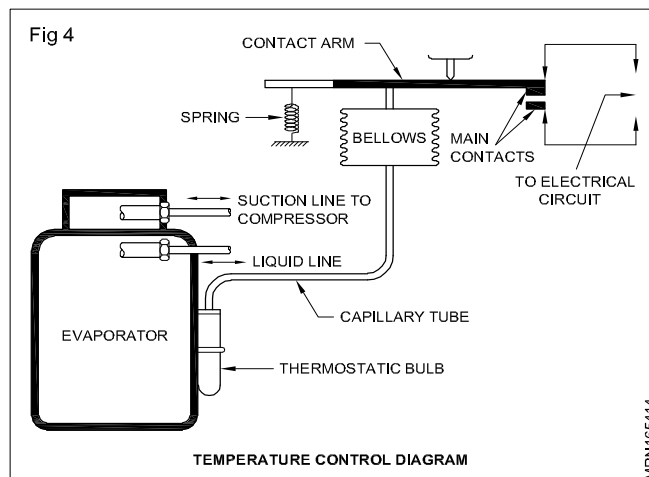 Fig 4
CONTACT ARM
SPRING
BELLOWS
MAIN
CONTACTS
TO ELECTRICAL
CIRCUIT
SUCTION LINE TO
COMPRESSOR
LIQUID LINE
CAPILLARY TUBE
EVAPORATOR
THERMOSTATIC BULB
TEMPERATURE CONTROL DIAGRAM